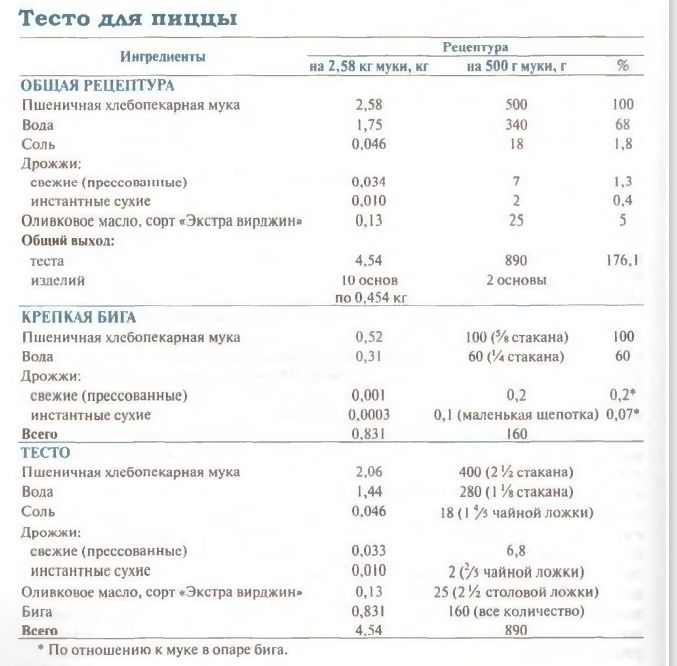 Тесто для пиццы
Ингредиенты Рецептура
на 2,58 кг муки, кг на 500 г муки, г %
ОБЩАЯ РЕЦЕПТУРА
Пшеничная хлебопекарная мука 2,58 500 100
Вода 1,75 340 68
Соль 0,046 18 1,8
Дрожжи:
свежие (прессованные) 0,034 7 1,3
инстантные сухие 0,010 2 0,4
Оливковое масло, сорт «Экстра вирджин» 0,13 25 5
Общий выход:
теста 4,54 890 176,1
изделий 10 основ 2 основы
по 0,454 кг
КРЕПКАЯ БИГА
Пшеничная хлебопекарная мука 0,52 100 (⅝ стакана) 100
Вода 0,31 60 (¼ стакана) 60
Дрожжи:
свежие (прессованные) 0,001 0,2 0,2*
инстантные сухие 0,0003 0,1 (маленькая щепотка) 0,07*
Всего 0,831 160
ТЕСТО
Пшеничная хлебопекарная мука 2,06 400 (2 ½ стакана)
Вода 1,44 280 (1 ⅛ стакана)
Соль 0,046 18 (1 ⅘ чайной ложки)
Дрожжи:
свежие (прессованные) 0,033 6,8
инстантные сухие 0,010 2 (⅖ чайной ложки)
Оливковое масло, сорт «Экстра вирджин» 0,13 25 (2 ½ столовой ложки)
Бига 0,831 160 (все количество)
Всего 4,54 890
* По отношению к муке в опаре бига.